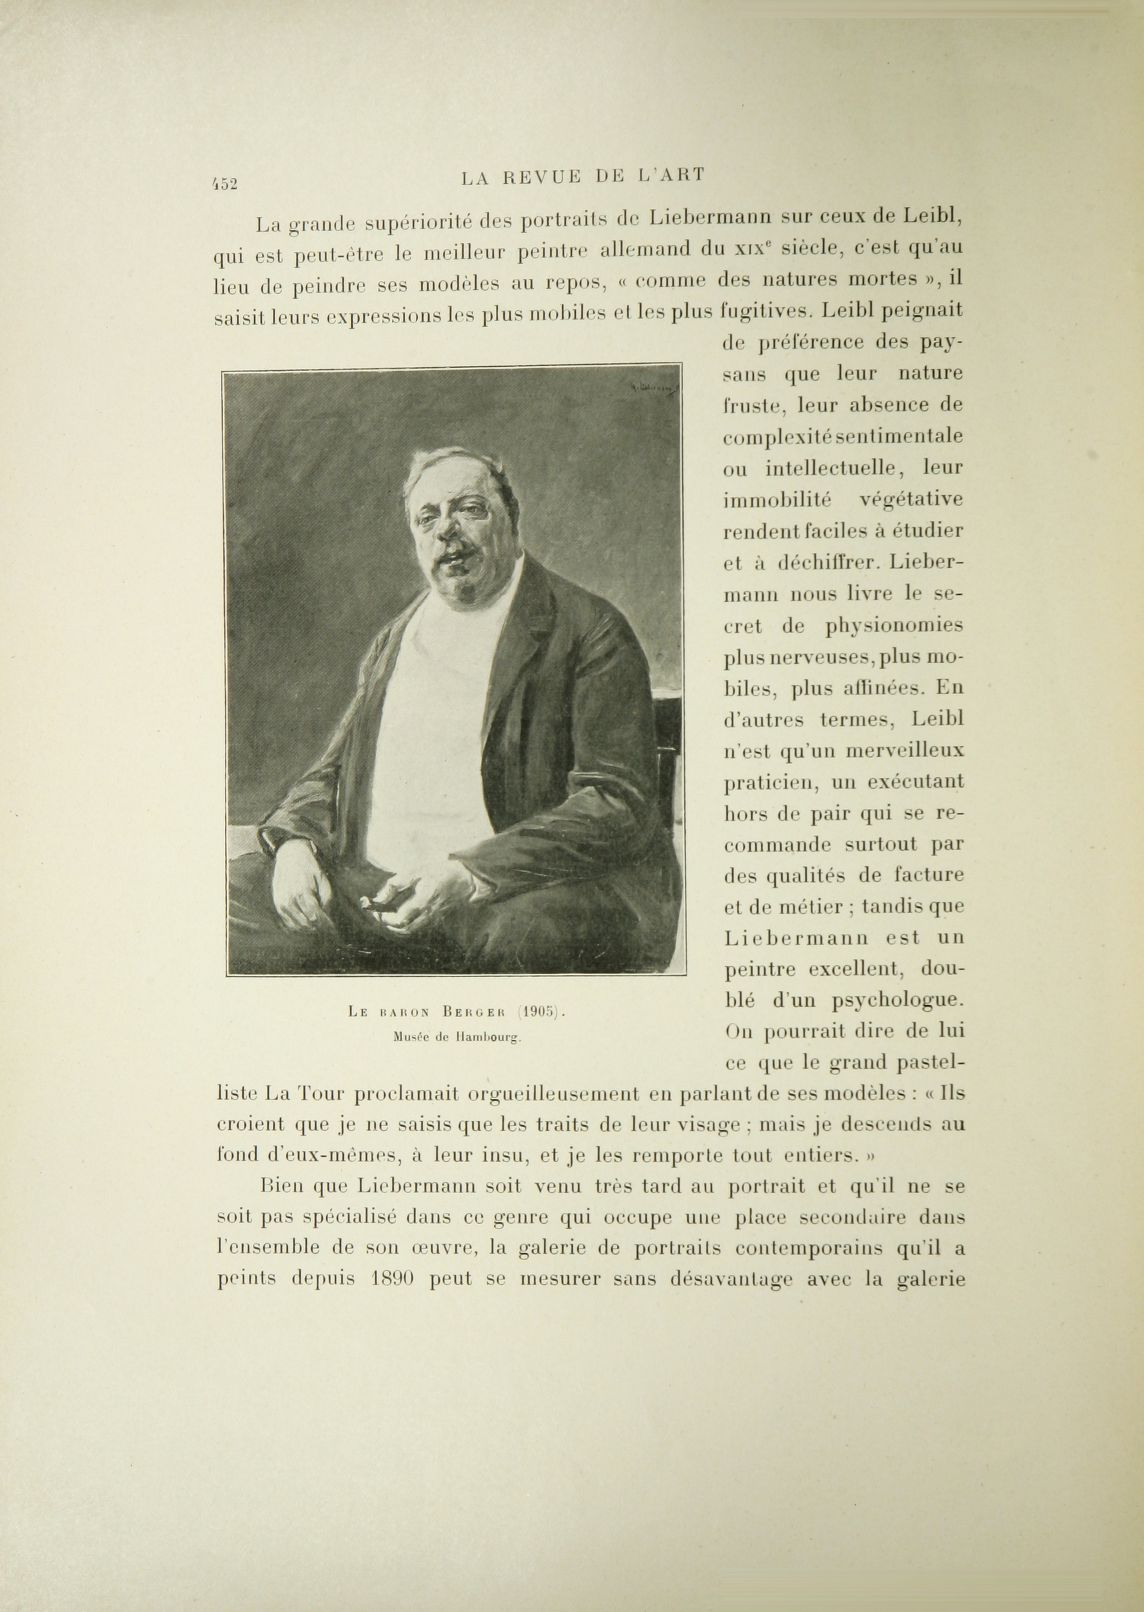 452
LA REVUE DE L'ART
La grande supériorité des portraits de Liebermann sur ceux de Leibl,
qui est peut-être le meilleur peintre allemand du XIXe siècle, c'est qu'au
lieu de peindre ses modèles au repos, « comme des natures mortes », il
saisit leurs expressions les plus mobiles et les plus fugitives. Leibl peignait
de préférence des pay-
sans que leur nature
fruste, leur absence de
complexité sentimentale
ou intellectuelle, leur
immobilité végétative
rendent faciles à étudier
et à déchiffrer. Lieber-
mann nous livre le se-
cret de physionomies
plus nerveuses, plus mo-
biles, plus affinées. En
d'autres termes, Leibl
n'est qu'un merveilleux
praticien, un exécutant
hors de pair qui se re-
commande surtout par
des qualités de facture
et de métier ; tandis que
Liebermann est un
peintre excellent, dou-
blé d'un psychologue.
On pourrait dire de lui
ce que le grand pastel-
LE BARON BERGER (1905).
Musée de Hambourg.
liste La Tour proclamait orgueilleusement en parlant de ses modèles : « Ils
croient que je ne saisis que les traits de leur visage ; mais je descends au
fond d'eux-mêmes, à leur insu, et je les remporte tout entiers. »
Bien que Liebermann soit venu très tard au portrait et qu'il ne se
soit pas spécialisé dans ce genre qui occupe une place secondaire dans
l'ensemble de son œuvre, la galerie de portraits contemporains qu'il a
peints depuis 1890 peut se mesurer sans désavantage avec la galerie